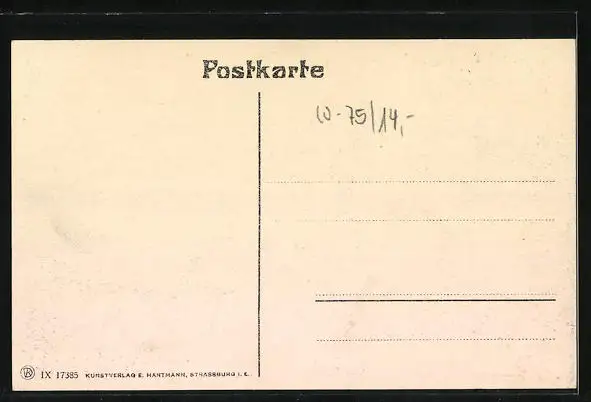 Postkarte
W-75/14,-
IX 17385 KUNSTVERLAG E. HARTMANN, STRASSBURG I. E.